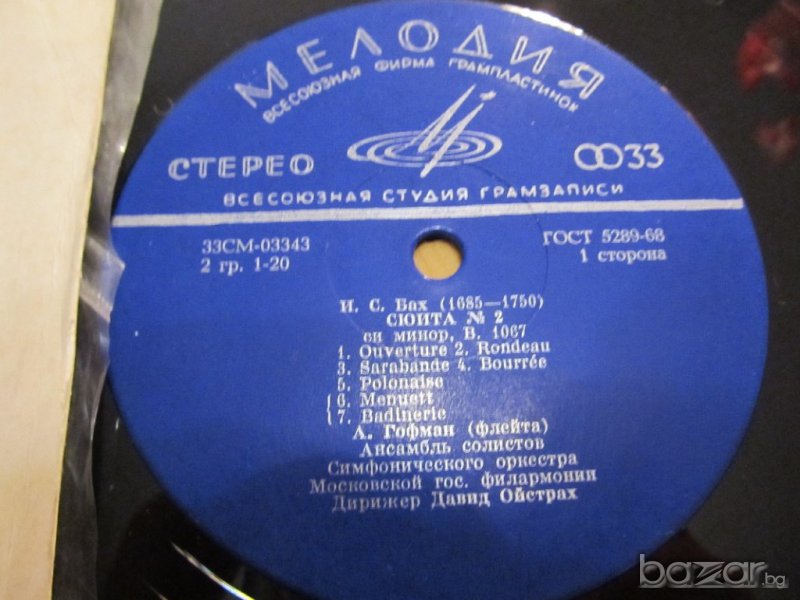 МЕЛОДИЯ
ВСЕСОЮЗНАЯ ФИРМА ГРАМПЛАСТИНОК
СТЕРЕО
33
ВСЕСОЮЗНАЯ СТУДИЯ ГРАМЗАПИСИ
33СМ-03343
ГОСТ 5289-68
2 гр. 1-20
1 сторона
И. С. Бах (1685—1750)
СЮИТА № 2
си минор, В. 1067
1. Ouverture 2. Rondeau
3. Sarabande 4. Bourrée
5. Polonaise
6. Menuett
7. Badinerie
А. Гофман (флейта)
Ансамбль солистов
Симфонического оркестра
Московской гос. филармонии
Дирижер Давид Ойстрах
bazar.bg